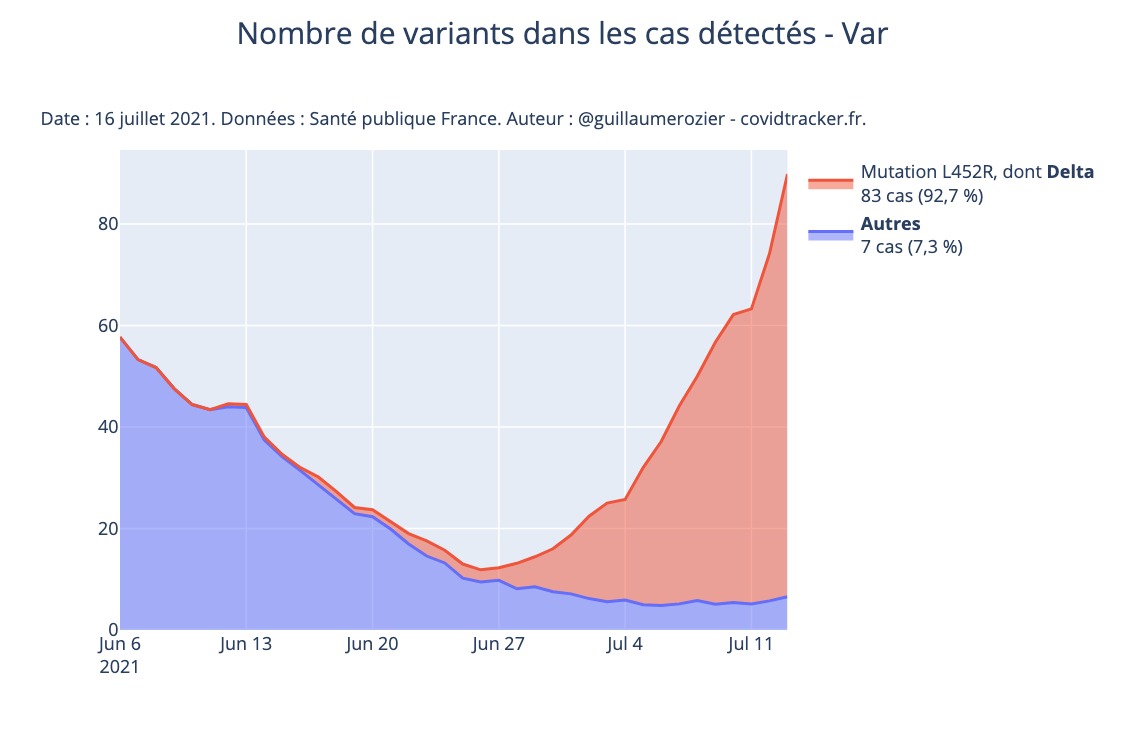 Nombre de variants dans les cas détectés - Var
Date : 16 juillet 2021. Données : Santé publique France. Auteur : @guillaumerozier - covidtracker.fr.
Mutation L452R, dont Delta
83 cas (92,7 %)
Autres
7 cas (7,3 %)
80
60
40
20
0
Jun 6 Jun 13 Jun 20 Jun 27 Jul 4 Jul 11
2021